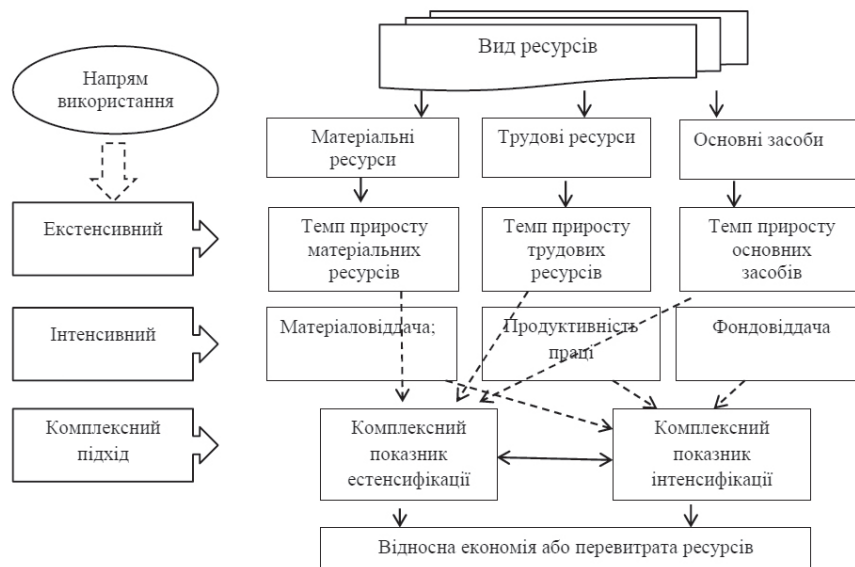 Вид ресурсів
Напрям
використання
Матеріальні
ресурси
Трудові ресурси
Основні засоби
Екстенсивний
Темп приросту
матеріальних
ресурсів
Темп приросту
трудових
ресурсів
Темп приросту
основних
засобів
Інтенсивний
Матеріаловіддача;
Продуктивність
праці
Фондовіддача
Комплексний
підхід
Комплексний
показник
естенсифікації
Комплексний
показник
інтенсифікації
Відносна економія або перевитрата ресурсів